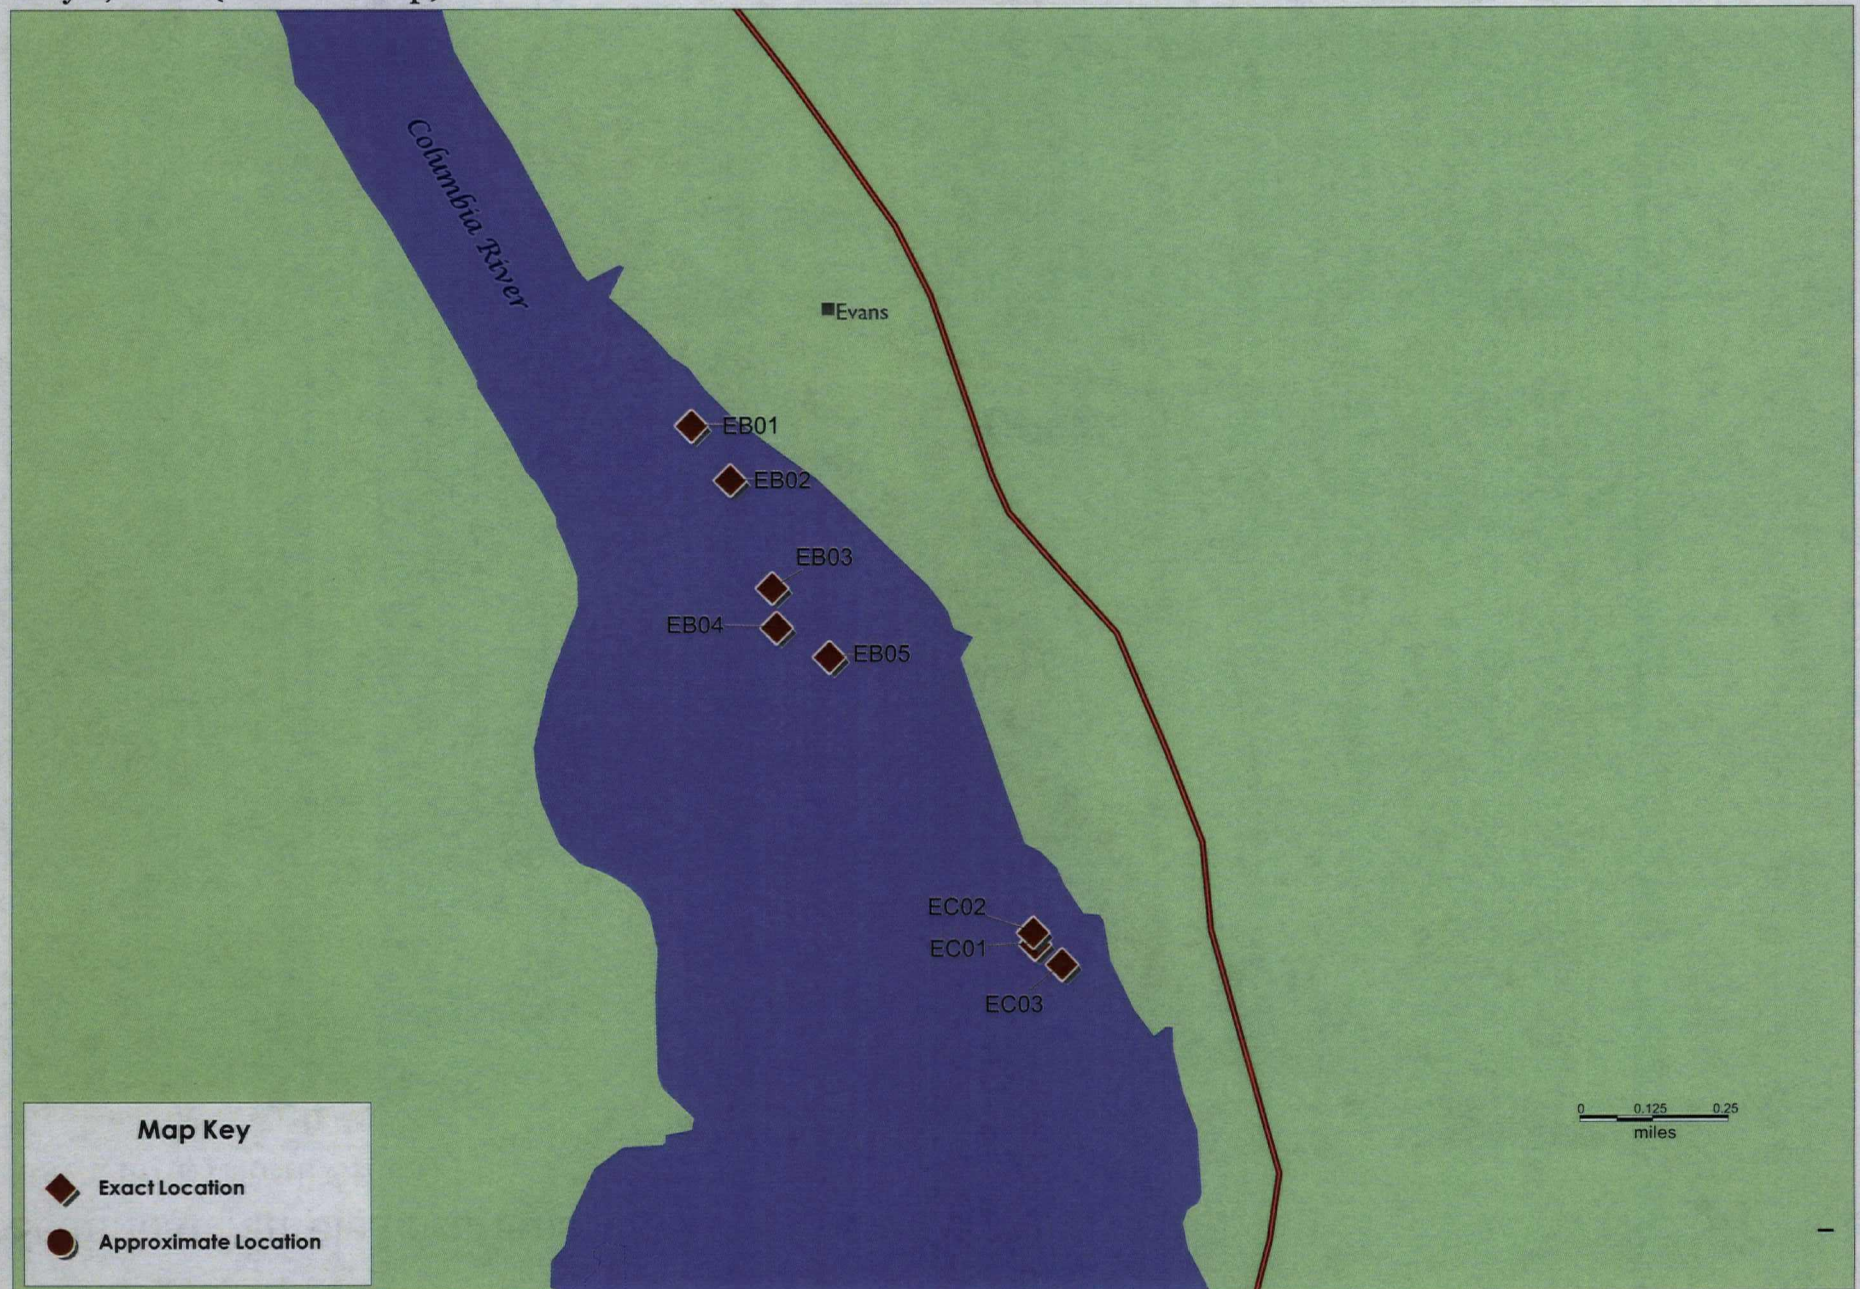 Columbia River
Evans
EB01
EB02
EB03
EB04
EB05
EC02
EC01
EC03
Map Key
Exact Location
Approximate Location
0 0.125 0.25
miles